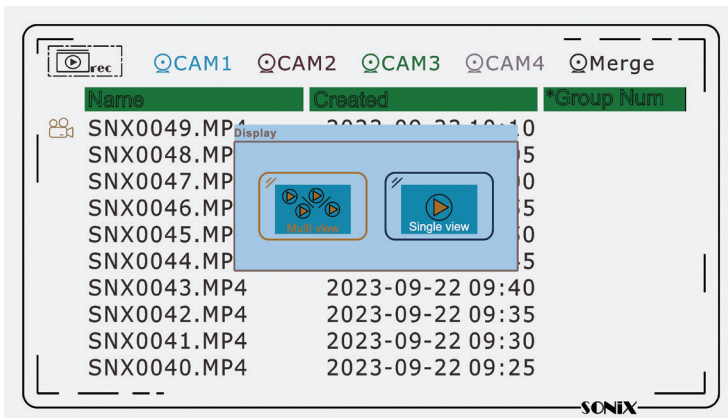 rec CAM1 CAM2 CAM3 CAM4 Merge
Name Created *Group Num
SNX0049.MP4
Display
SNX0048.MP
SNX0047.MP
SNX0046.MP
Multi view Single view
SNX0045.MP
SNX0044.MP
SNX0043.MP4 2023-09-22 09:40
SNX0042.MP4 2023-09-22 09:35
SNX0041.MP4 2023-09-22 09:30
SNX0040.MP4 2023-09-22 09:25
SONiX